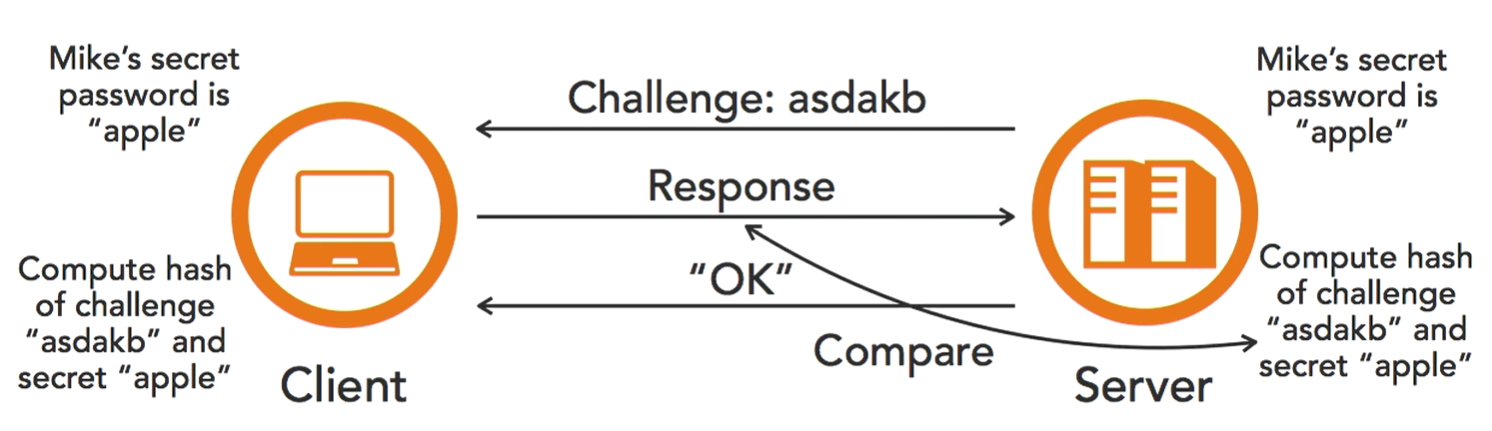 Mike’s secret
password is
“apple”
Challenge: asdakb
Mike’s secret
password is
“apple”
Response
“OK”
Compute hash
of challenge
“asdakb” and
secret “apple”
Client
Compare
Server
Compute hash
of challenge
“asdakb” and
secret “apple”